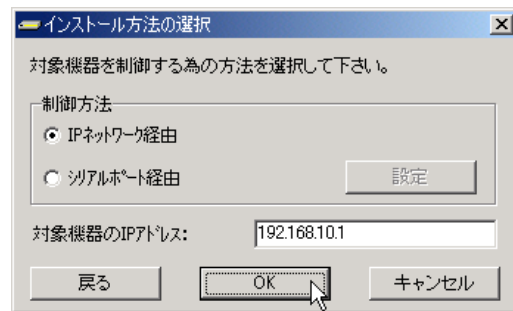 インストール方法の選択
対象機器を制御する為の方法を選択して下さい。
制御方法
IPネットワーク経由
シリアルポート経由
設定
対象機器のIPアドレス: 192.168.10.1
戻る OK キャンセル